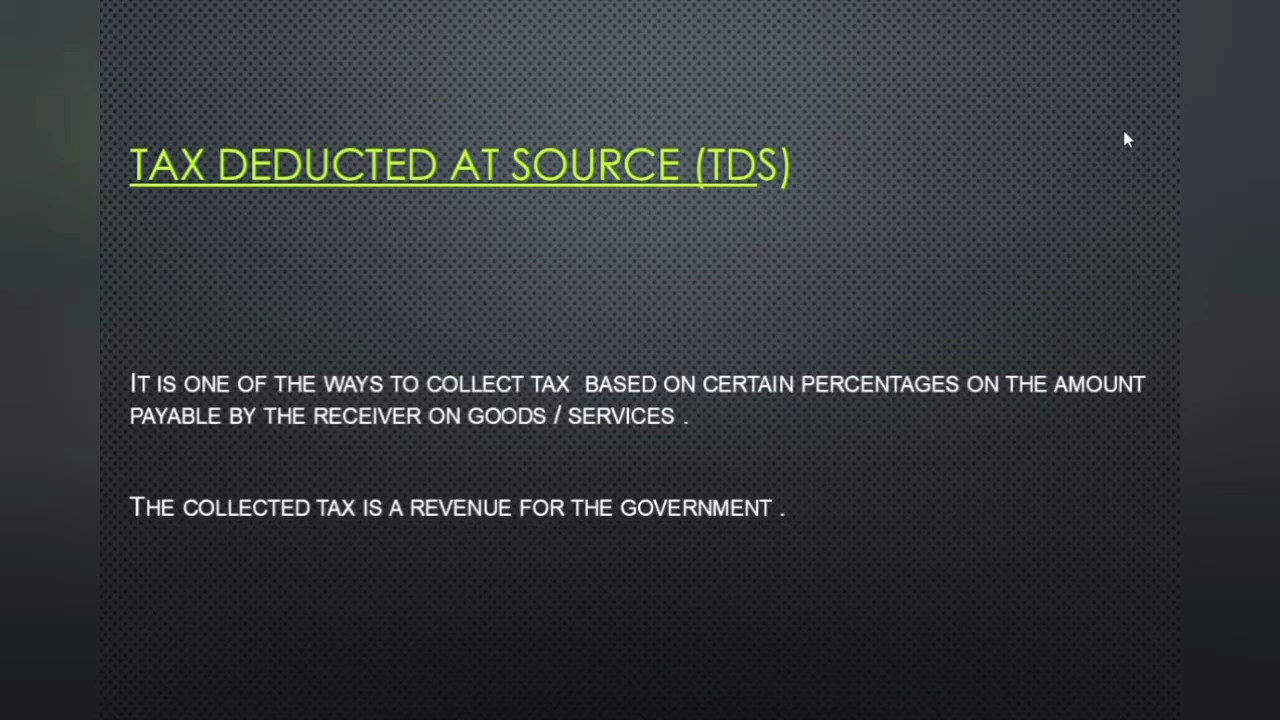 TAX DEDUCTED AT SOURCE (TDS)
IT IS ONE OF THE WAYS TO COLLECT TAX BASED ON CERTAIN PERCENTAGES ON THE AMOUNT
PAYABLE BY THE RECEIVER ON GOODS / SERVICES .
THE COLLECTED TAX IS A REVENUE FOR THE GOVERNMENT .